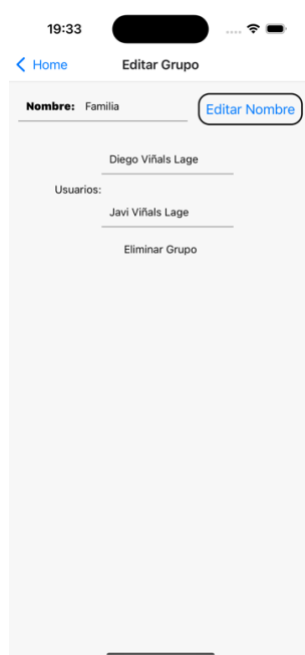 19:33
Home Editar Grupo
Nombre: Familia Editar Nombre
Diego Viñals Lage
Usuarios:
Javi Viñals Lage
Eliminar Grupo